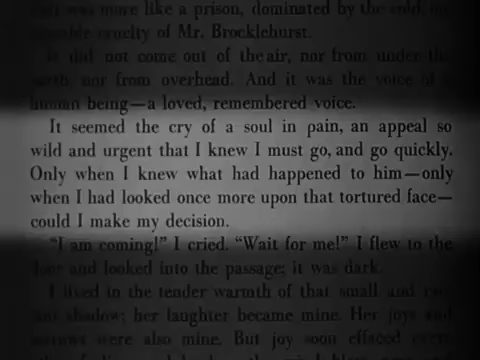 was more like a prison, dominated by the cold,
cruelty of Mr. Brocklehurst.
It did not come out of the air, nor from under the
earth, nor from overhead. And it was the voice of a
human being—a loved, remembered voice.
It seemed the cry of a soul in pain, an appeal so
wild and urgent that I knew I must go, and go quickly.
Only when I knew what had happened to him—only
when I had looked once more upon that tortured face—
could I make my decision.
"I am coming!" I cried. "Wait for me!" I flew to the
door and looked into the passage; it was dark.
I lived in the tender warmth of that small and
shadow; her laughter became mine. Her joys and
sorrows were also mine. But joy soon effaced every